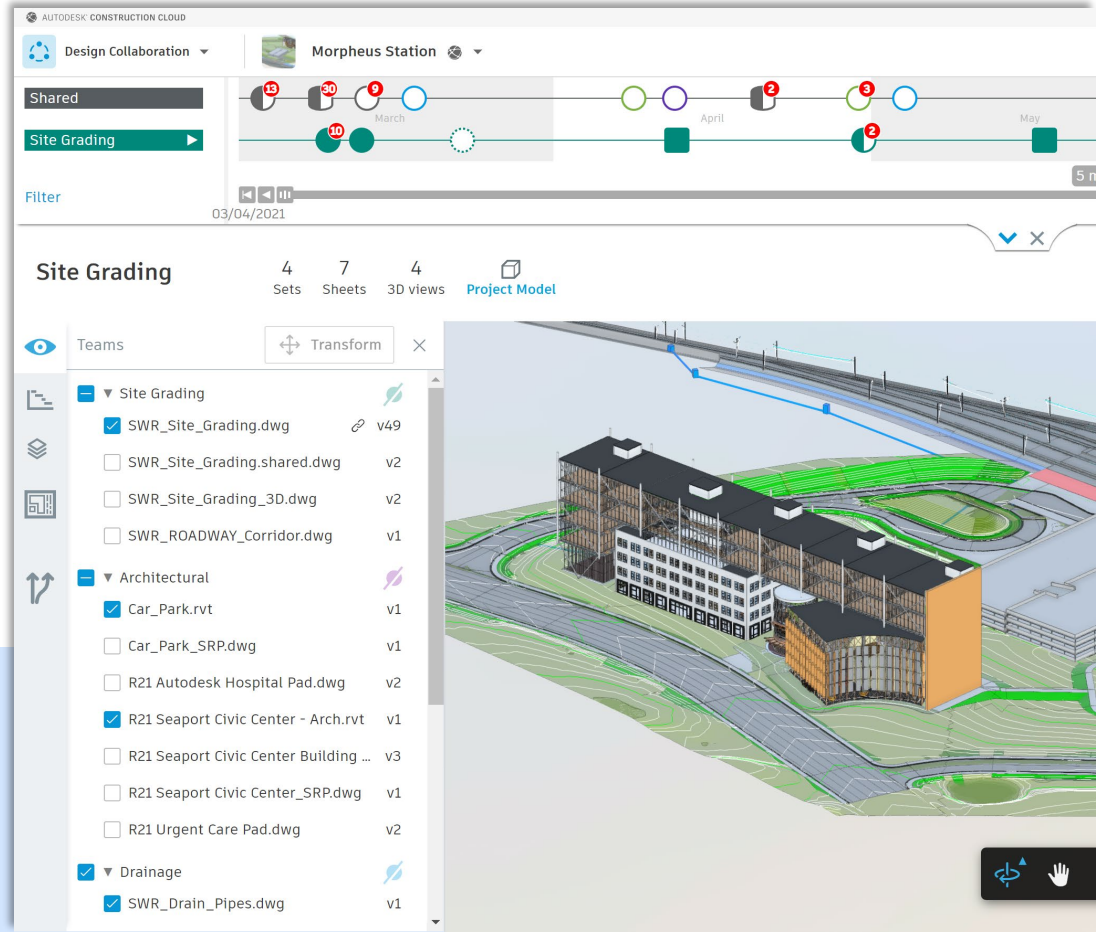 AUTODESK® CONSTRUCTION CLOUD
Design Collaboration
Morpheus Station
Shared
13
30
9
2
3
March
April
May
Site Grading
10
2
5 m
Filter
03/04/2021
Site Grading
4
7
4
Sets
Sheets
3D views
Project Model
Teams
Transform
Site Grading
SWR_Site_Grading.dwg v49
SWR_Site_Grading.shared.dwg v2
SWR_Site_Grading_3D.dwg v2
SWR_ROADWAY_Corridor.dwg v1
Architectural
Car_Park.rvt v1
Car_Park_SRP.dwg v1
R21 Autodesk Hospital Pad.dwg v2
R21 Seaport Civic Center - Arch.rvt v1
R21 Seaport Civic Center Building ... v3
R21 Seaport Civic Center_SRP.dwg v1
R21 Urgent Care Pad.dwg v2
Drainage
SWR_Drain_Pipes.dwg v1